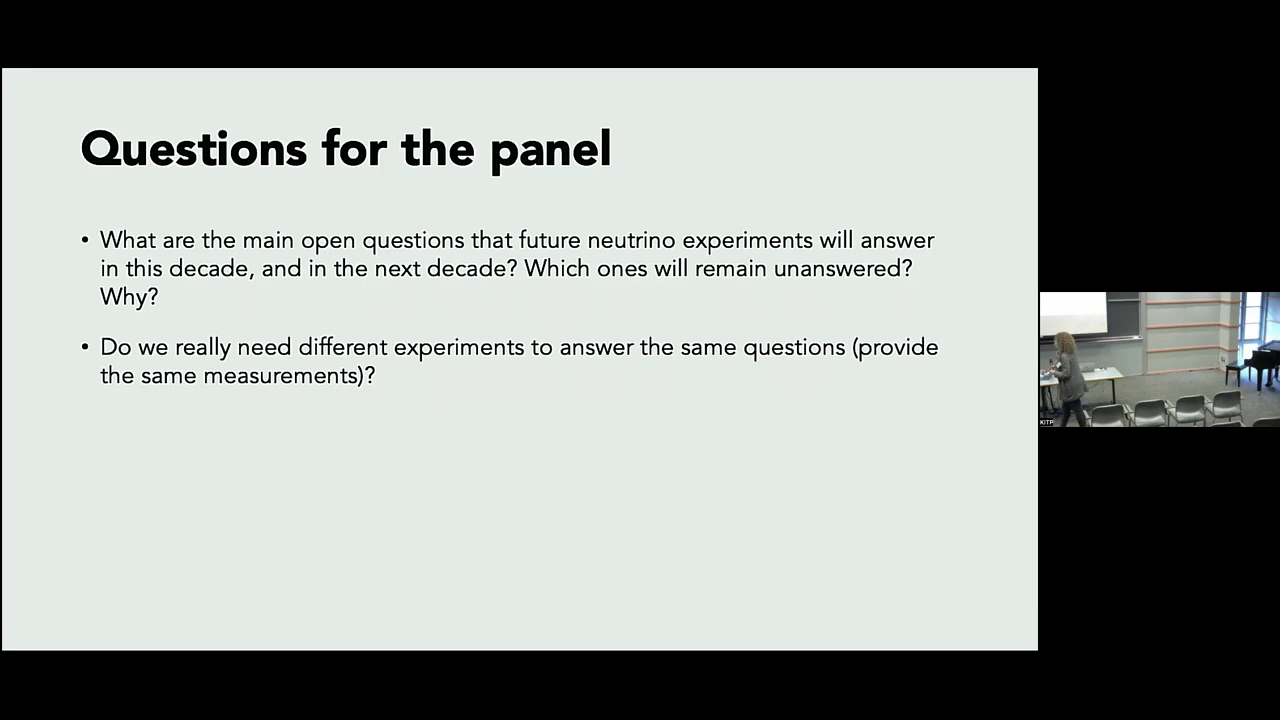 Questions for the panel
• What are the main open questions that future neutrino experiments will answer
in this decade, and in the next decade? Which ones will remain unanswered?
Why?
• Do we really need different experiments to answer the same questions (provide
the same measurements)?
KITP